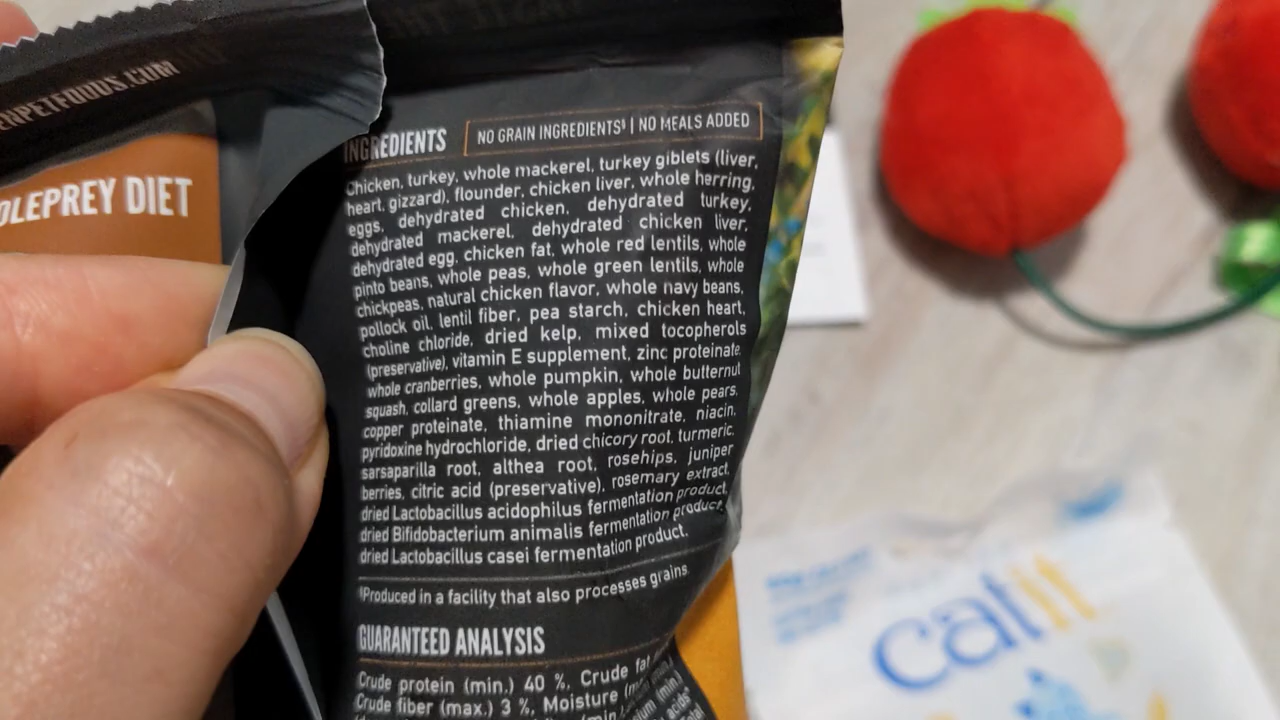 ENPETFOODS.COM
OLEPREY DIET
INGREDIENTS
NO GRAIN INGREDIENTS§ | NO MEALS ADDED
Chicken, turkey, whole mackerel, turkey giblets (liver,
heart, gizzard), flounder, chicken liver, whole herring,
eggs, dehydrated chicken, dehydrated turkey,
dehydrated mackerel, dehydrated chicken liver,
dehydrated egg, chicken fat, whole red lentils, whole
pinto beans, whole peas, whole green lentils, whole
chickpeas, natural chicken flavor, whole navy beans,
pollock oil, lentil fiber, pea starch, chicken heart,
choline chloride, dried kelp, mixed tocopherols
(preservative), vitamin E supplement, zinc proteinate,
whole cranberries, whole pumpkin, whole butternut
squash, collard greens, whole apples, whole pears,
copper proteinate, thiamine mononitrate, niacin,
pyridoxine hydrochloride, dried chicory root, turmeric,
sarsaparilla root, althea root, rosehips, juniper
berries, citric acid (preservative), rosemary extract,
dried Lactobacillus acidophilus fermentation product,
dried Bifidobacterium animalis fermentation product,
dried Lactobacillus casei fermentation product.
§Produced in a facility that also processes grains.
GUARANTEED ANALYSIS
Crude protein (min.) 40 %, Crude fat
Crude fiber (max.) 3 %, Moisture
catit